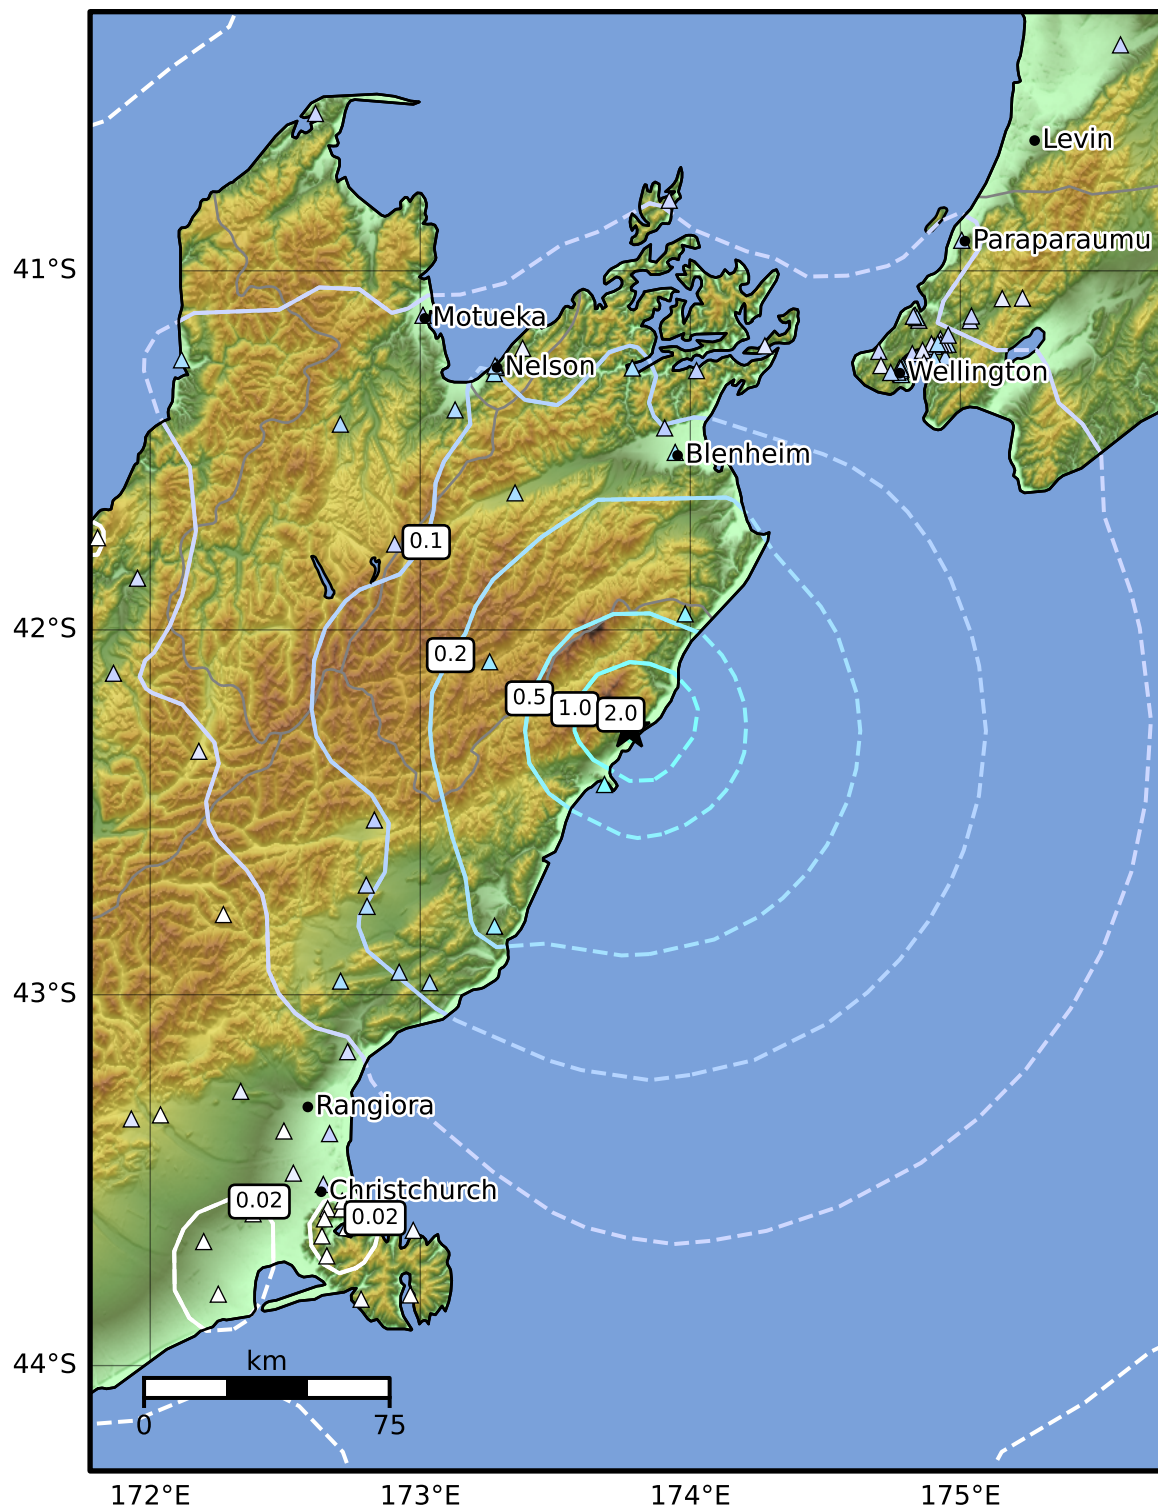 Levin
Paraparaumu
41°S
Motueka
Nelson
Wellington
Blenheim
0.1
42°S
0.2
0.5
1.0
2.0
43°S
Rangiora
Christchurch
0.02
0.02
44°S
km
0
75
172°E
173°E
174°E
175°E